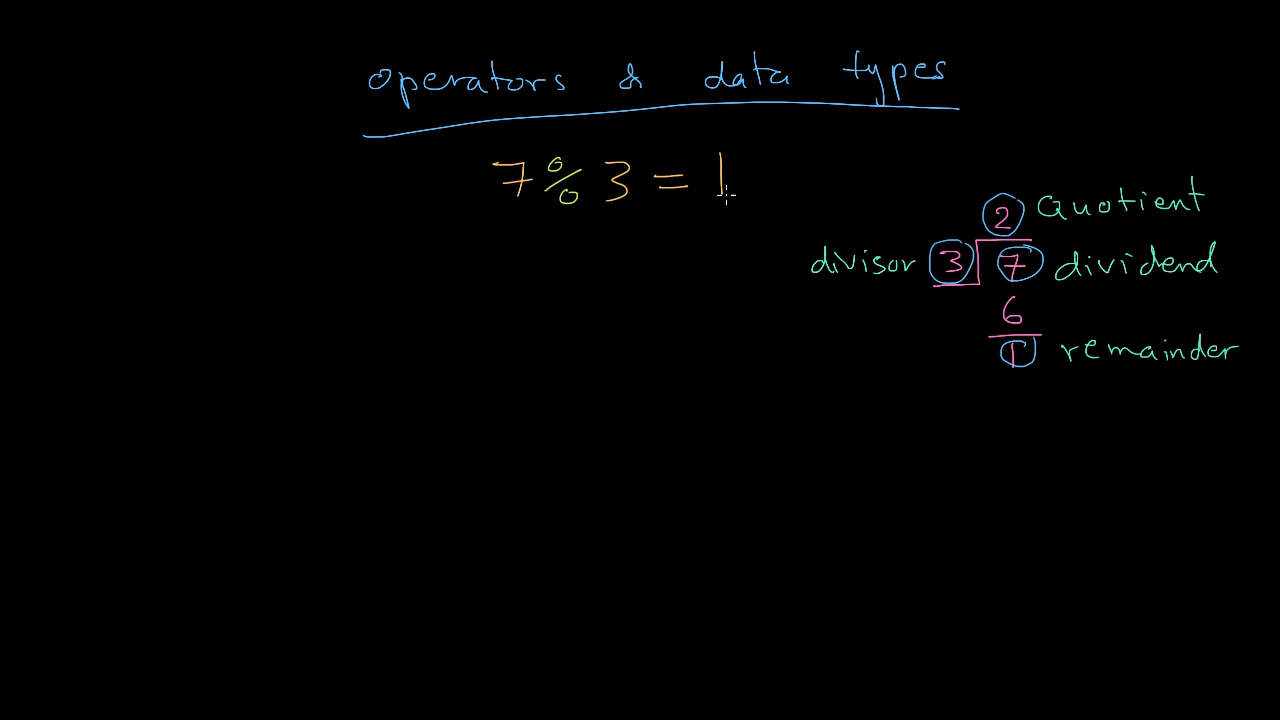 operators & data types
7 % 3 = 1
2 Quotient
divisor 3 7 dividend
6
1 remainder